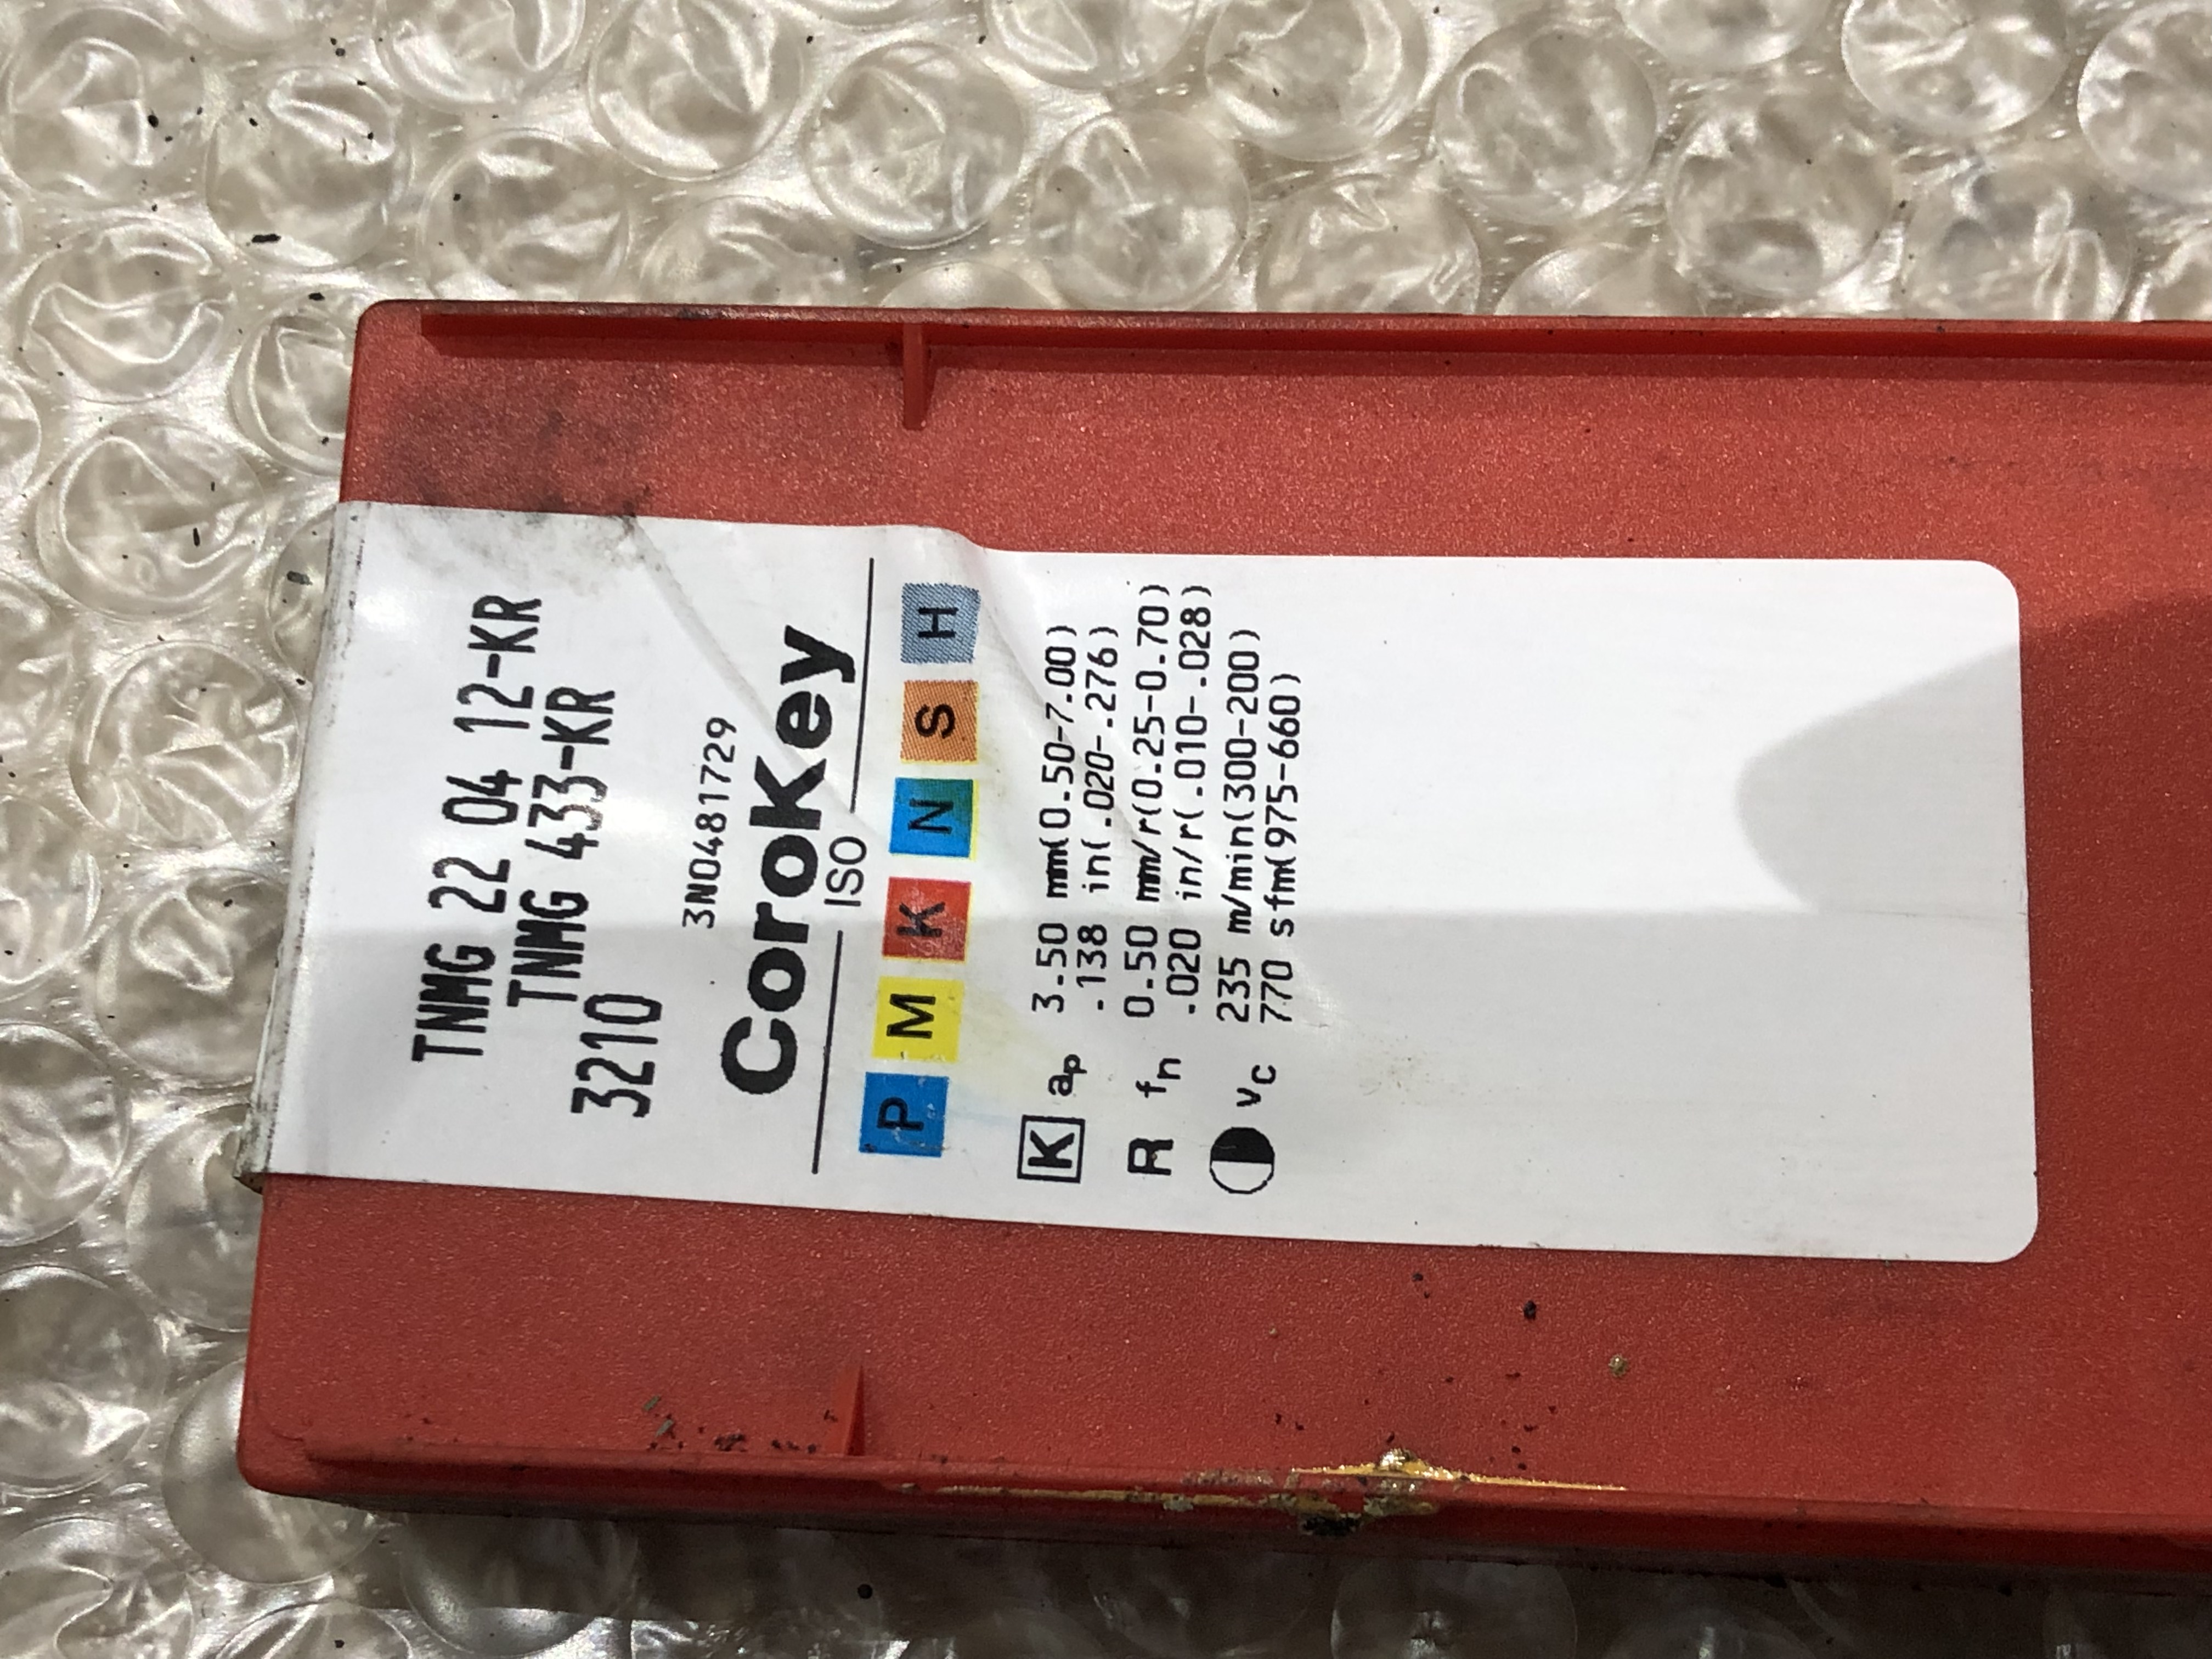 TNMG 22 04 12-KR
TNMG 433-KR
3210
3N0481729
CoroKey
ISO
P M K N S H
K ap 3.50 mm(0.50-7.00)
.138 in(.020-.276)
R fn 0.50 mm/r(0.25-0.70)
.020 in/r(.010-.028)
vc 235 m/min(300-200)
770 sfm(975-660)